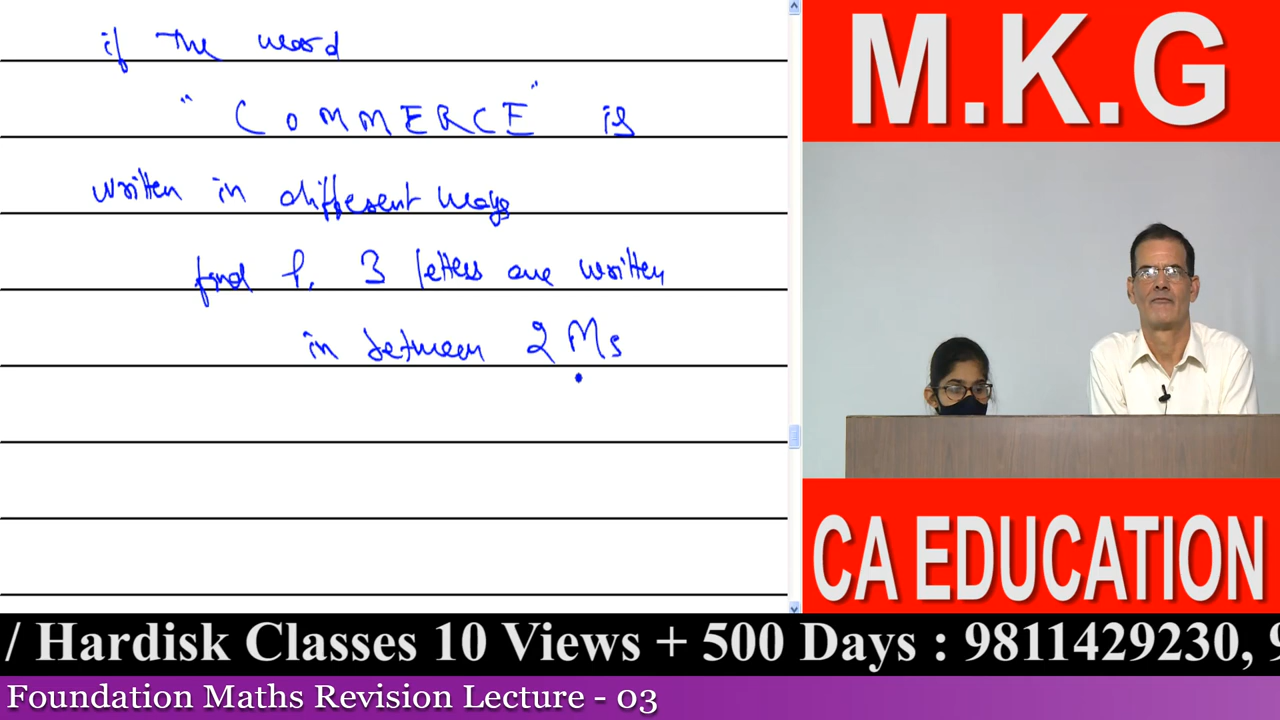 if the word
" COMMERCE " is
written in different ways
find P. 3 letters are written
in between 2 Ms
M.K.G
CA EDUCATION
/ Hardisk Classes 10 Views + 500 Days : 9811429230, 9
Foundation Maths Revision Lecture - 03